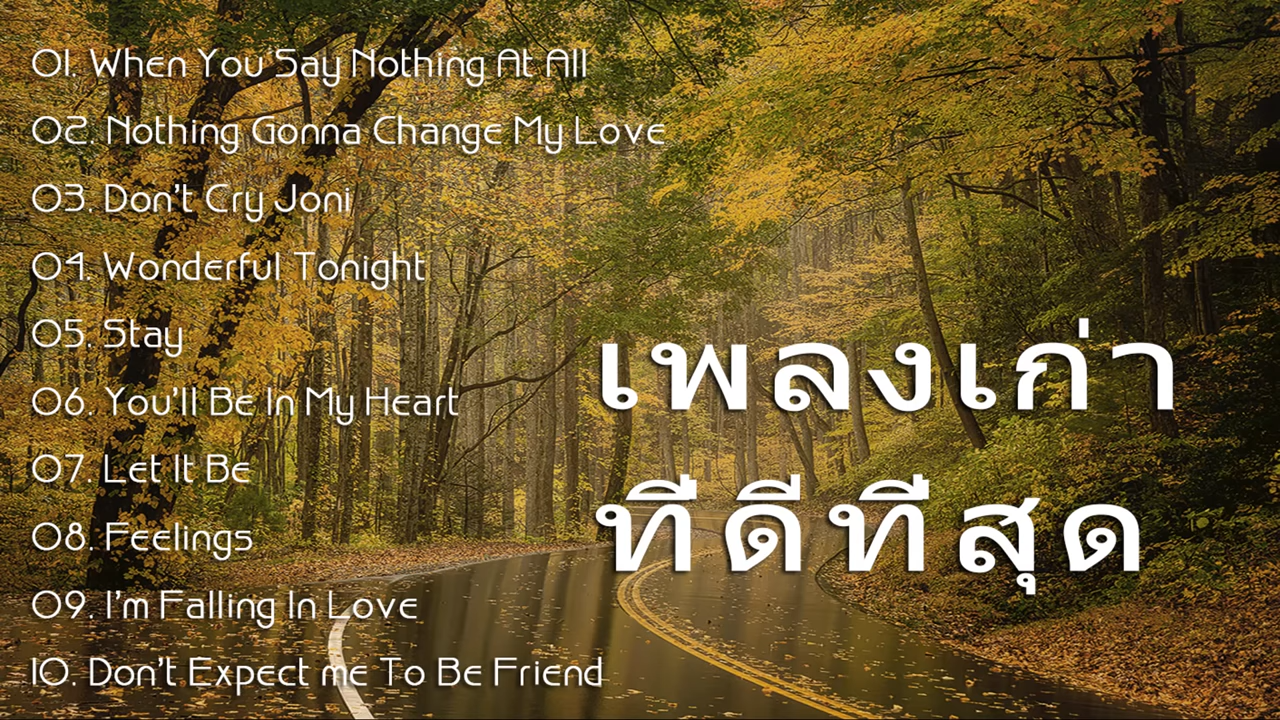 01. When You Say Nothing At All
02. Nothing Gonna Change My Love
03. Don't Cry Joni
04. Wonderful Tonight
05. Stay
06. You'll Be In My Heart
07. Let It Be
08. Feelings
09. I'm Falling In Love
10. Don't Expect me To Be Friend
เพลงเก่า
ที่ดีที่สุด